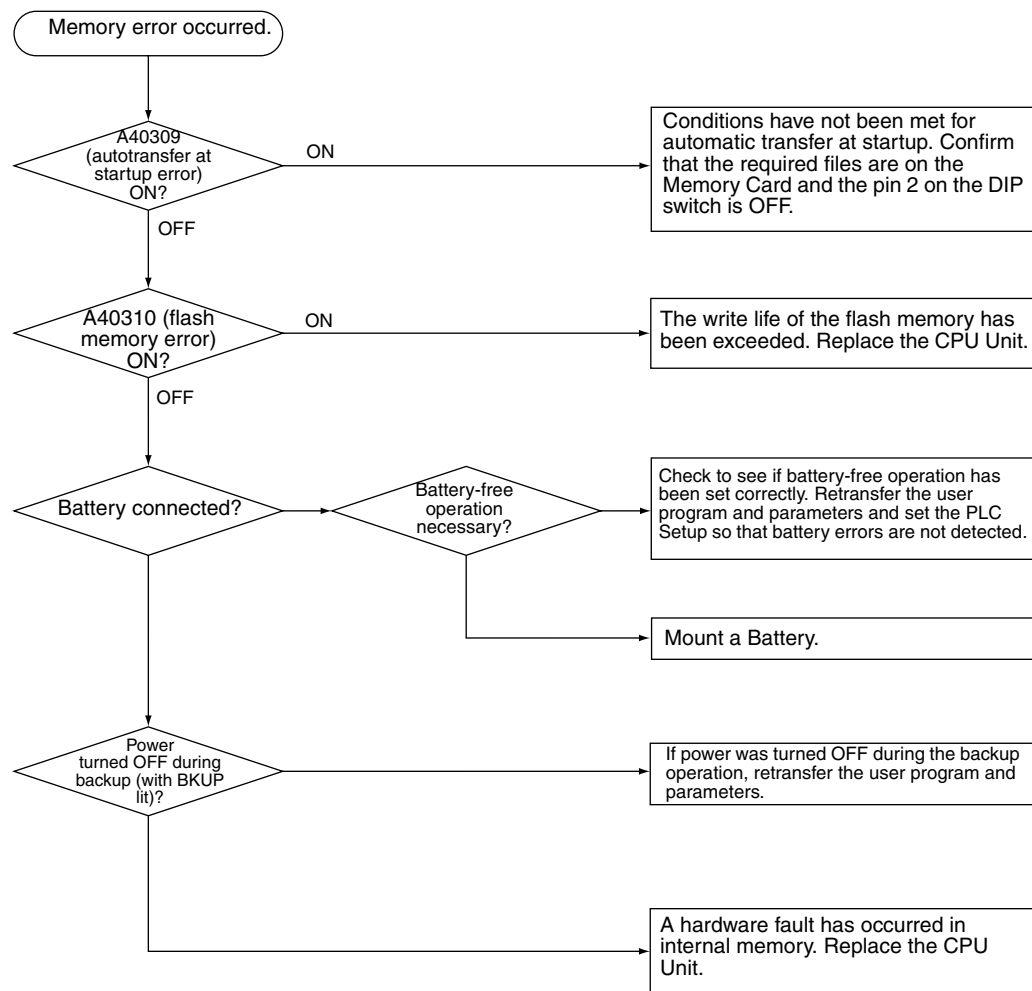 Memory error occurred.
A40309
(autotransfer at
startup error)
ON?
ON
Conditions have not been met for
automatic transfer at startup. Confirm
that the required files are on the
Memory Card and the pin 2 on the DIP
switch is OFF.
OFF
A40310 (flash
memory error)
ON?
ON
The write life of the flash memory has
been exceeded. Replace the CPU Unit.
OFF
Battery connected?
Battery-free
operation
necessary?
Check to see if battery-free operation has
been set correctly. Retransfer the user
program and parameters and set the PLC
Setup so that battery errors are not detected.
Mount a Battery.
Power
turned OFF during
backup (with BKUP
lit)?
If power was turned OFF during the backup
operation, retransfer the user program and
parameters.
A hardware fault has occurred in
internal memory. Replace the CPU
Unit.